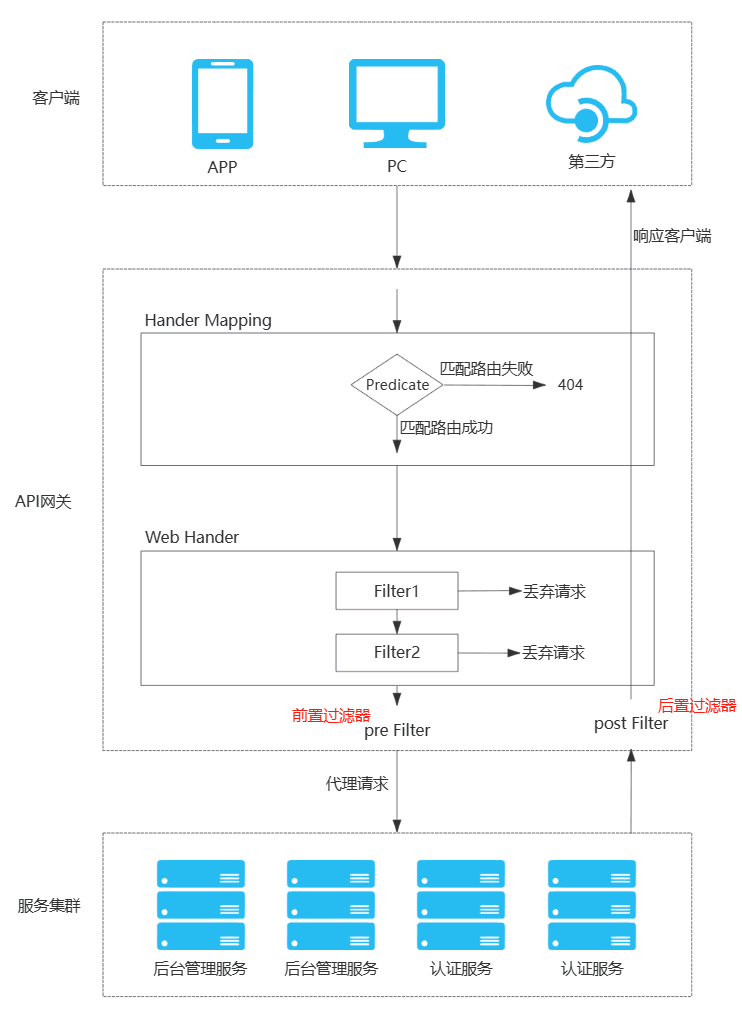 客户端
APP
PC
第三方
响应客户端
Hander Mapping
Predicate
匹配路由失败
404
匹配路由成功
API网关
Web Hander
Filter1
丢弃请求
Filter2
丢弃请求
前置过滤器
pre Filter
后置过滤器
post Filter
代理请求
服务集群
后台管理服务
后台管理服务
认证服务
认证服务